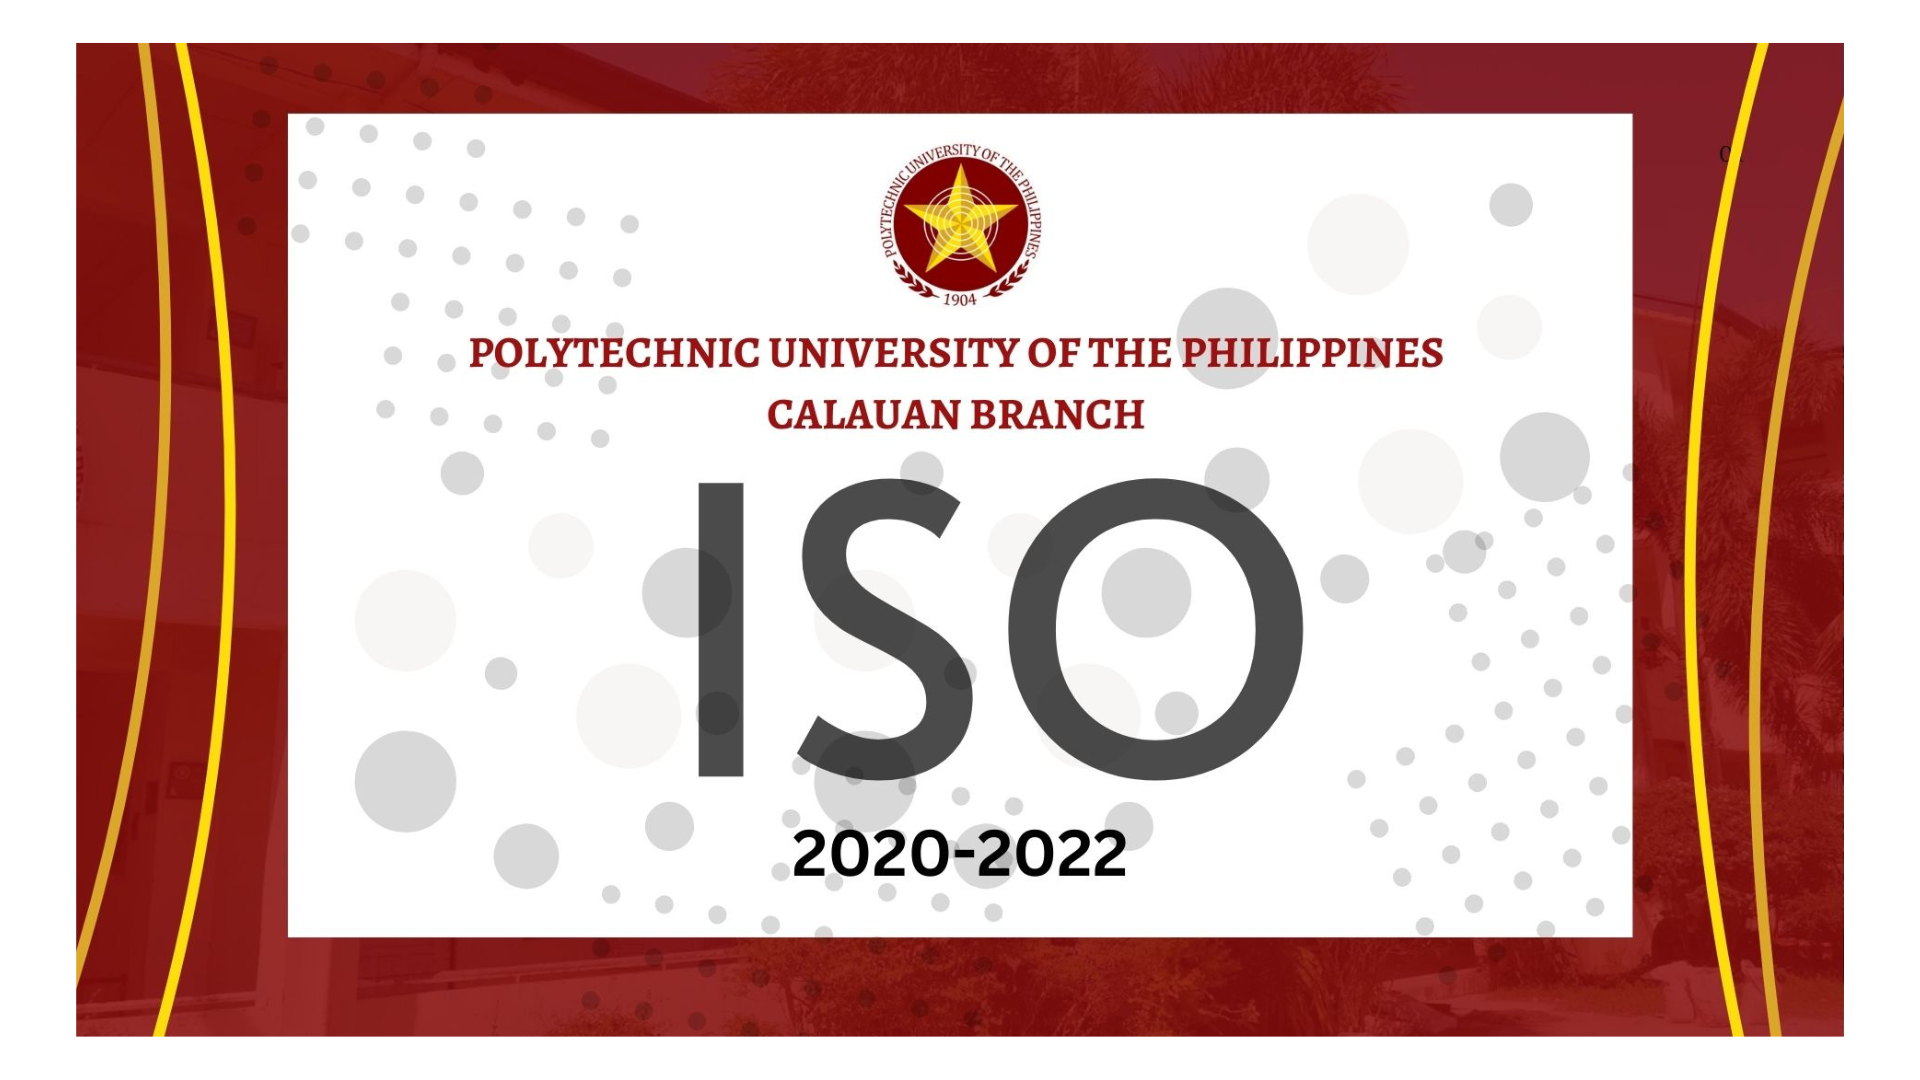 POLYTECHNIC UNIVERSITY OF THE PHILIPPINES
1904
POLYTECHNIC UNIVERSITY OF THE PHILIPPINES
CALAUAN BRANCH
ISO
2020-2022